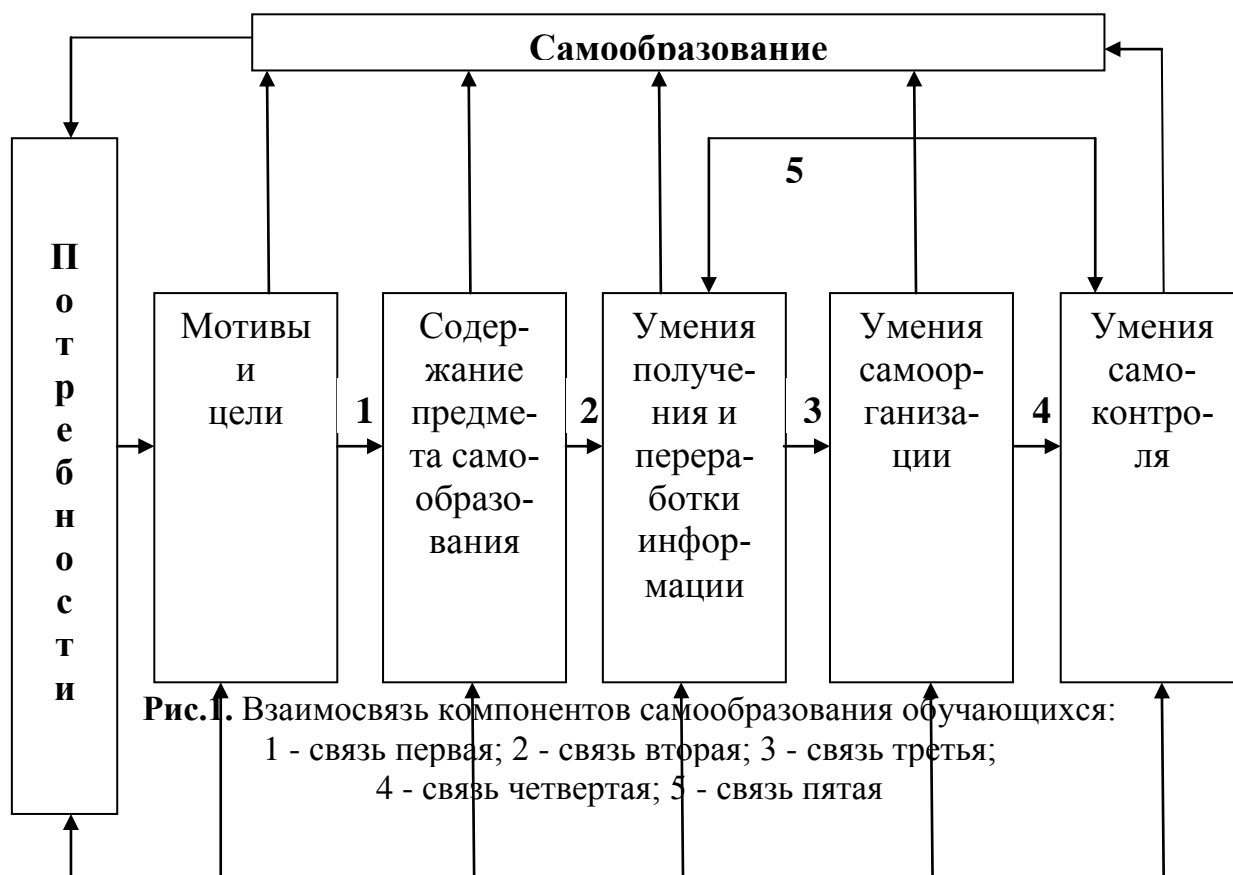 Самообразование
5
Потребности
Мотивы
и
цели
1
Содер-
жание
предме-
та само-
образо-
вания
2
Умения
получе-
ния и
перера-
ботки
инфор-
мации
3
Умения
самоор-
ганиза-
ции
4
Умения
само-
контро-
ля
Рис.1. Взаимосвязь компонентов самообразования обучающихся:
1 - связь первая; 2 - связь вторая; 3 - связь третья;
4 - связь четвертая; 5 - связь пятая